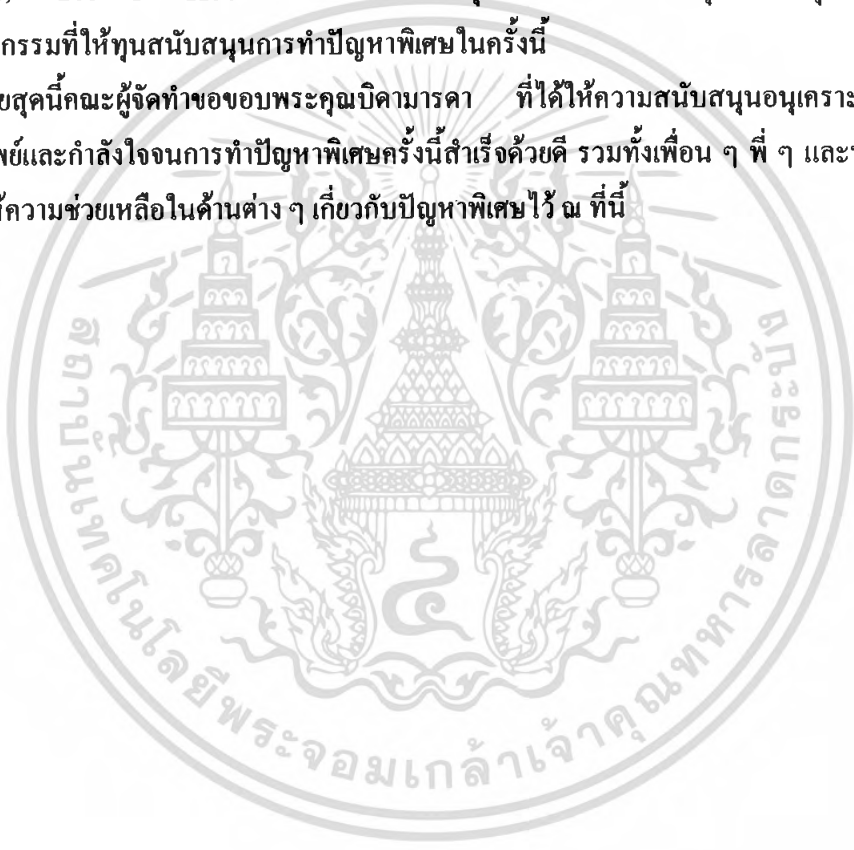 กรรมที่ให้ทุนสนับสนุนการทำปัญหาพิเศษในครั้งนี้
ยสุดนี้คณะผู้จัดทำขอขอบพระคุณบิดามารดา ที่ได้ให้ความสนับสนุนอนุเคราะ
พย์และกำลังใจจนการทำปัญหาพิเศษครั้งนี้สำเร็จด้วยดี รวมทั้งเพื่อน ๆ พี่ ๆ และ
ห้ความช่วยเหลือในด้านต่าง ๆ เกี่ยวกับปัญหาพิเศษไว้ ณ ที่นี้
สถาบันเทคโนโลยีพระจอมเกล้าเจ้าคุณทหารลาดกระบัง